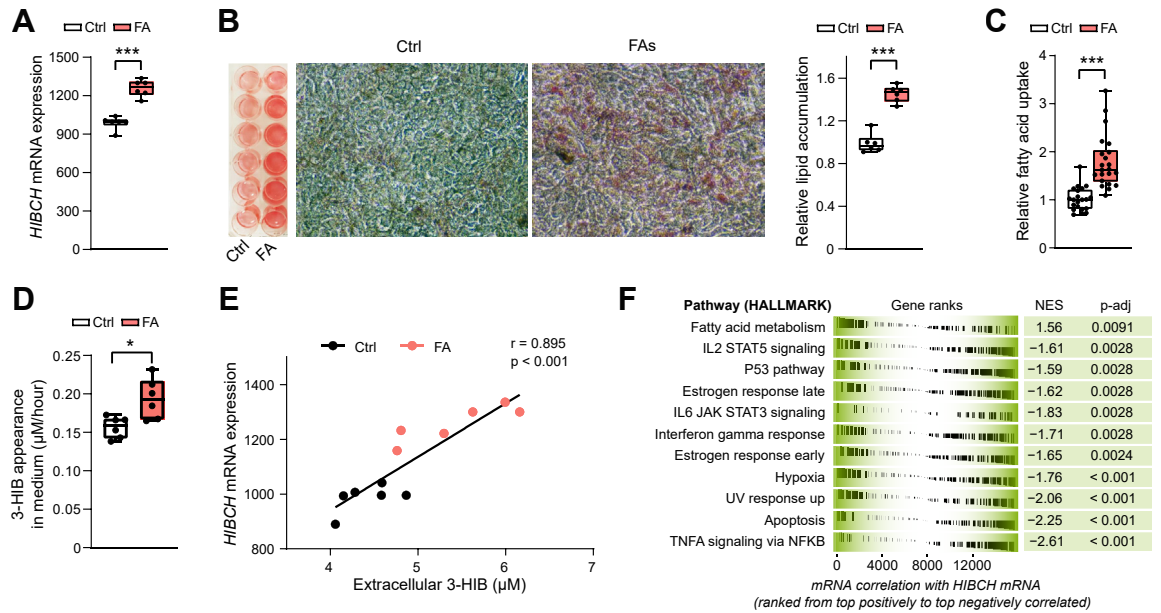 A
Ctrl FA
***
HIBCH mRNA expression
1500
1200
900
600
300
0
B
Ctrl
FAs
Ctrl
FA
Ctrl FA
***
Relative lipid accumulation
1.6
1.2
0.8
0.4
0
C
Ctrl FA
***
Relative fatty acid uptake
4
3
2
1
0
D
Ctrl FA
*
3-HIB appearance
in medium (µM/hour)
0.25
0.20
0.15
0.10
0.05
0
E
Ctrl FA
r = 0.895
p < 0.001
HIBCH mRNA expression
1400
1200
1000
800
4 5 6 7
Extracellular 3-HIB (µM)
F
Pathway (HALLMARK) Gene ranks NES p-adj
Fatty acid metabolism 1.56 0.0091
IL2 STAT5 signaling −1.61 0.0028
P53 pathway −1.59 0.0028
Estrogen response late −1.62 0.0028
IL6 JAK STAT3 signaling −1.83 0.0028
Interferon gamma response −1.71 0.0028
Estrogen response early −1.65 0.0024
Hypoxia −1.76 < 0.001
UV response up −2.06 < 0.001
Apoptosis −2.25 < 0.001
TNFA signaling via NFKB −2.61 < 0.001
0 4000 8000 12000
mRNA correlation with HIBCH mRNA
(ranked from top positively to top negatively correlated)